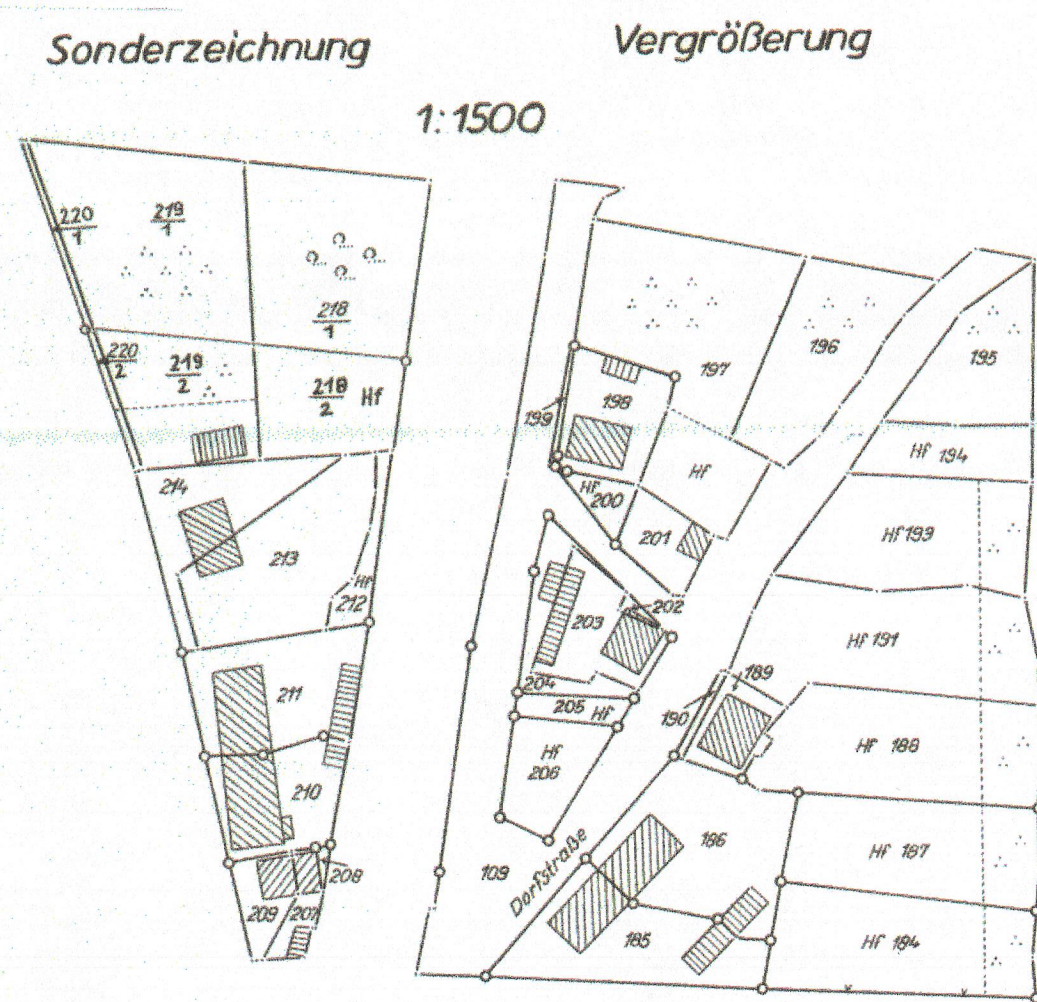 Sonderzeichnung
Vergrößerung
1:1500
220/1
219/1
218/1
220/2
219/2
218/2 Hf
214
213
Hf
212
211
210
208
209
207
197
196
195
199
198
Hf
Hf 194
Hf
200
201
Hf 193
202
203
Hf 191
204
205 Hf
189
190
Hf
206
Hf 188
186
Hf 187
109
Dorfstraße
185
Hf 184